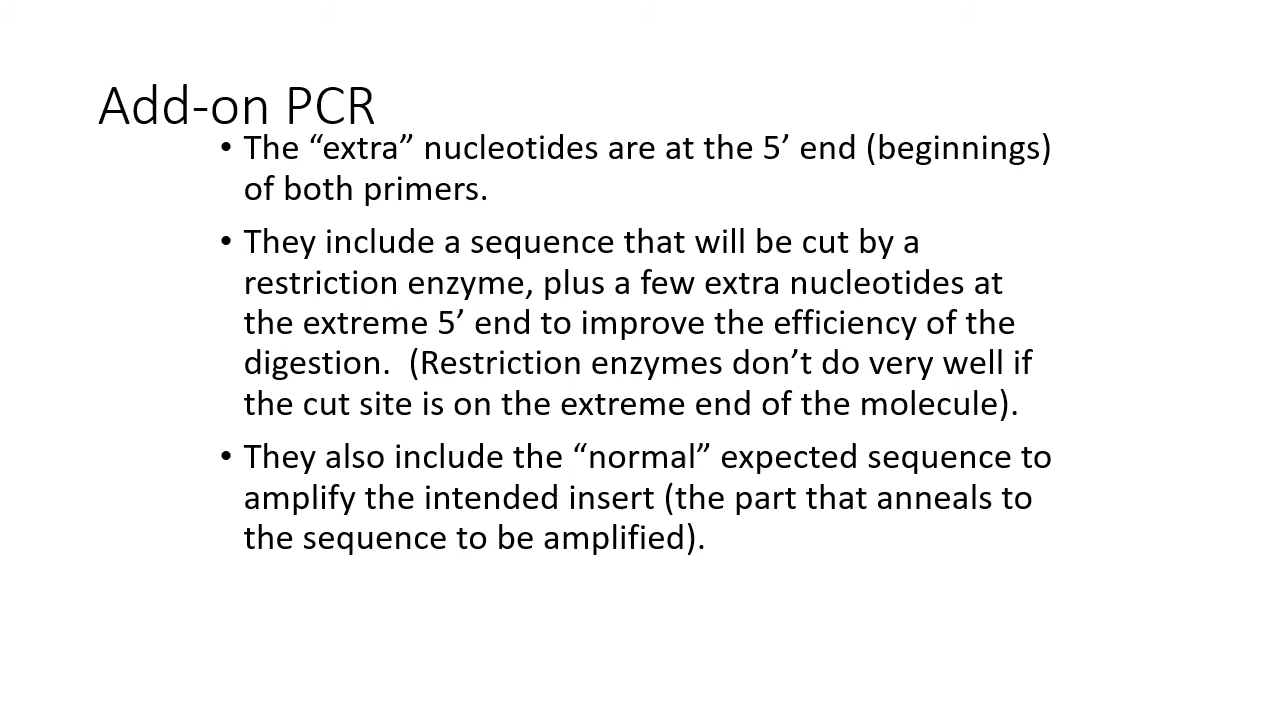 Add-on PCR
• The “extra” nucleotides are at the 5’ end (beginnings)
of both primers.
• They include a sequence that will be cut by a
restriction enzyme, plus a few extra nucleotides at
the extreme 5’ end to improve the efficiency of the
digestion.  (Restriction enzymes don’t do very well if
the cut site is on the extreme end of the molecule).
• They also include the “normal” expected sequence to
amplify the intended insert (the part that anneals to
the sequence to be amplified).